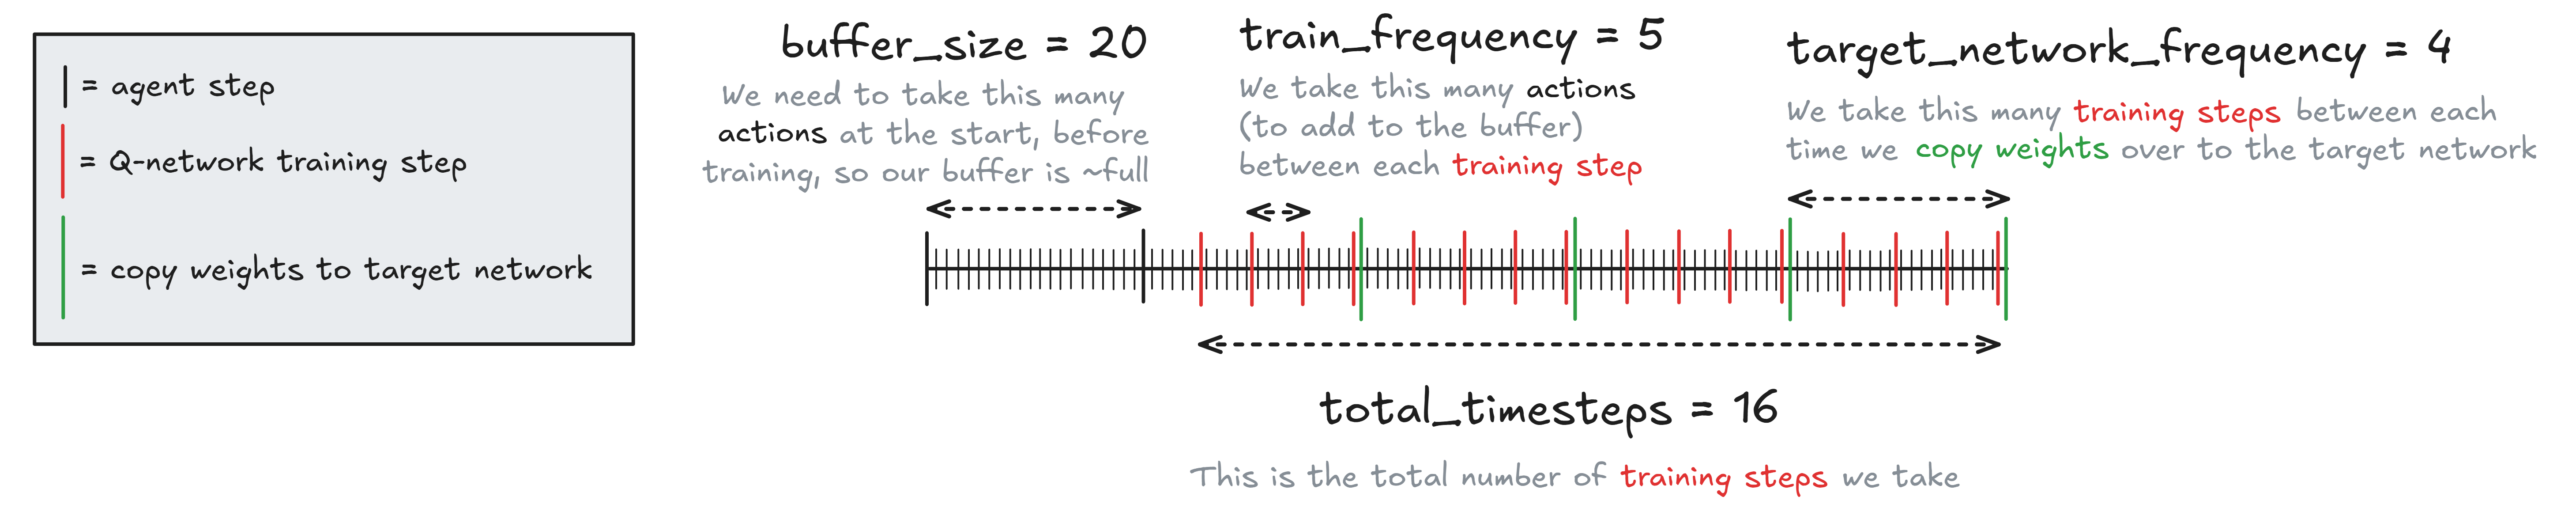 = agent step
= Q-network training step
= copy weights to target network
buffer_size = 20
We need to take this many
actions at the start, before
training, so our buffer is ~full
train_frequency = 5
We take this many actions
(to add to the buffer)
between each training step
target_network_frequency = 4
We take this many training steps between each
time we copy weights over to the target network
total_timesteps = 16
This is the total number of training steps we take